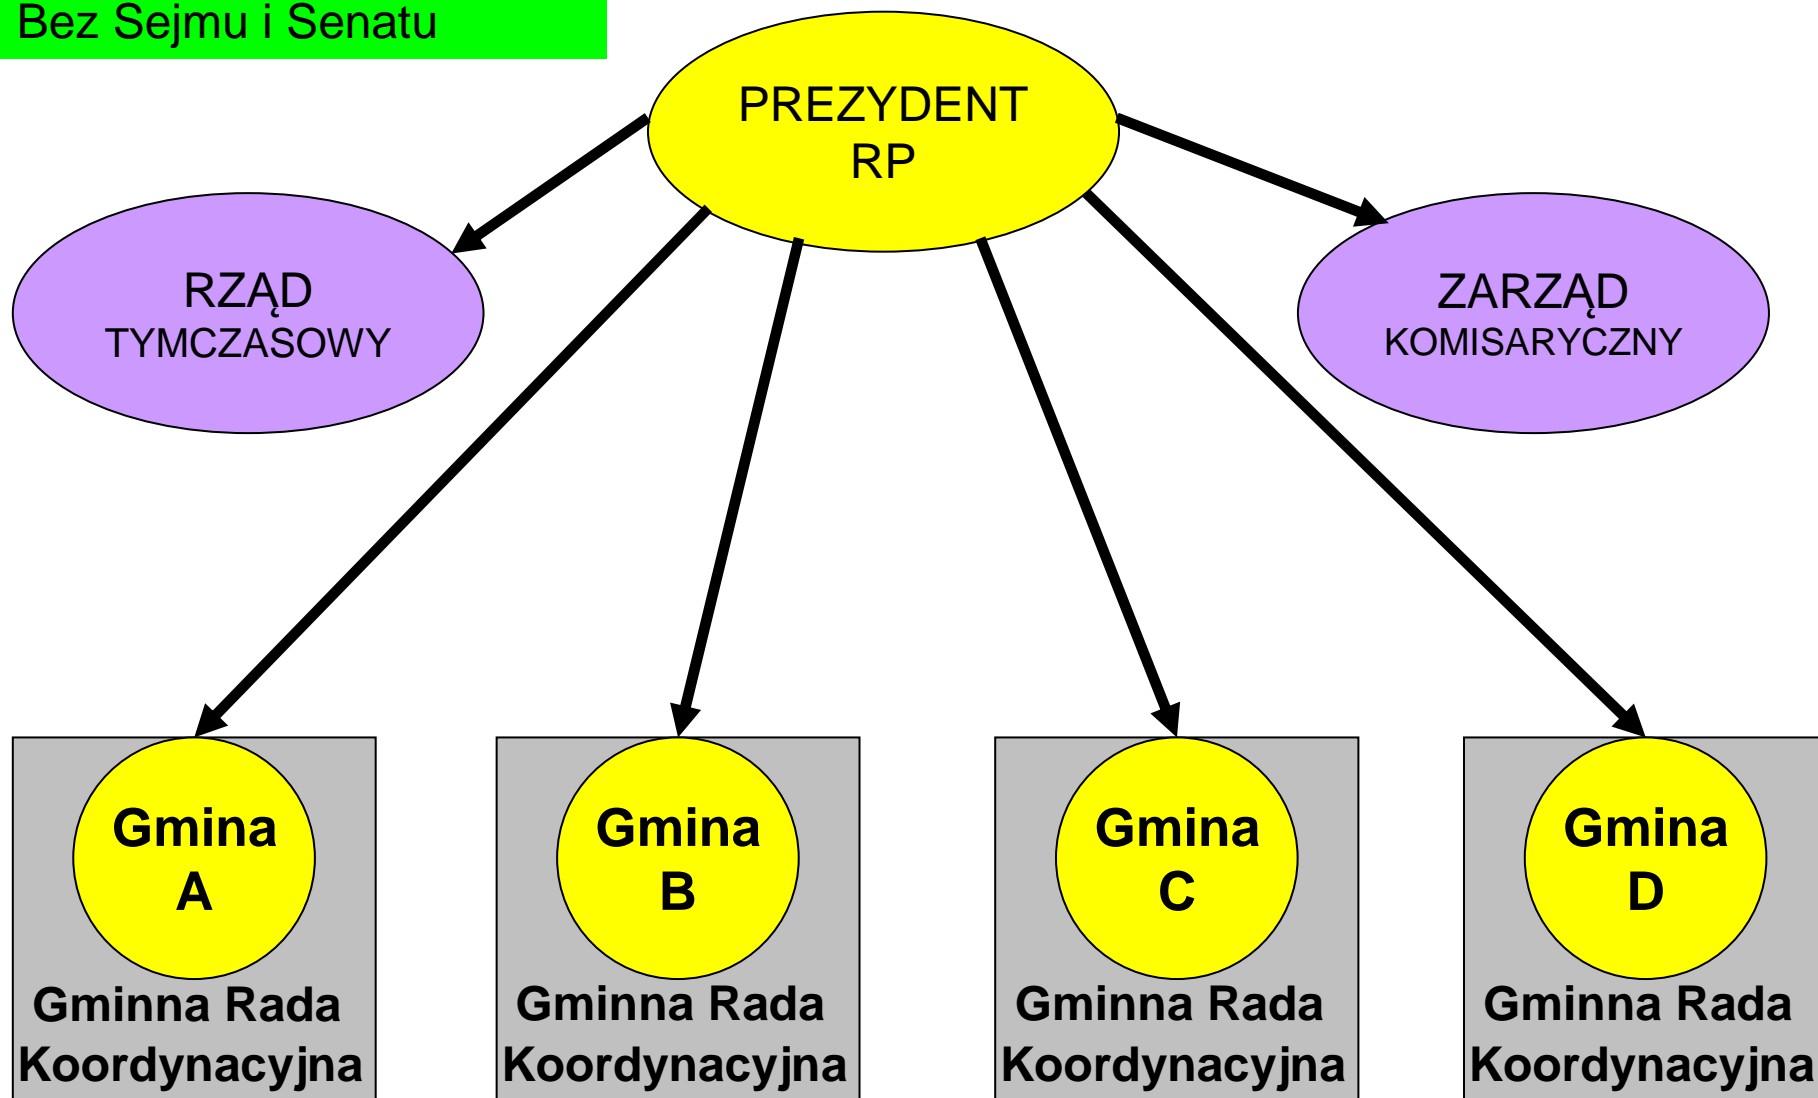 Bez Sejmu i Senatu
PREZYDENT
RP
RZĄD
TYMCZASOWY
ZARZĄD
KOMISARYCZNY
Gmina
A
Gminna Rada
Koordynacyjna
Gmina
B
Gminna Rada
Koordynacyjna
Gmina
C
Gminna Rada
Koordynacyjna
Gmina
D
Gminna Rada
Koordynacyjna